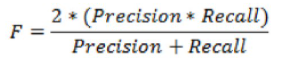 F = 2 * (Precision * Recall) / Precision + Recall